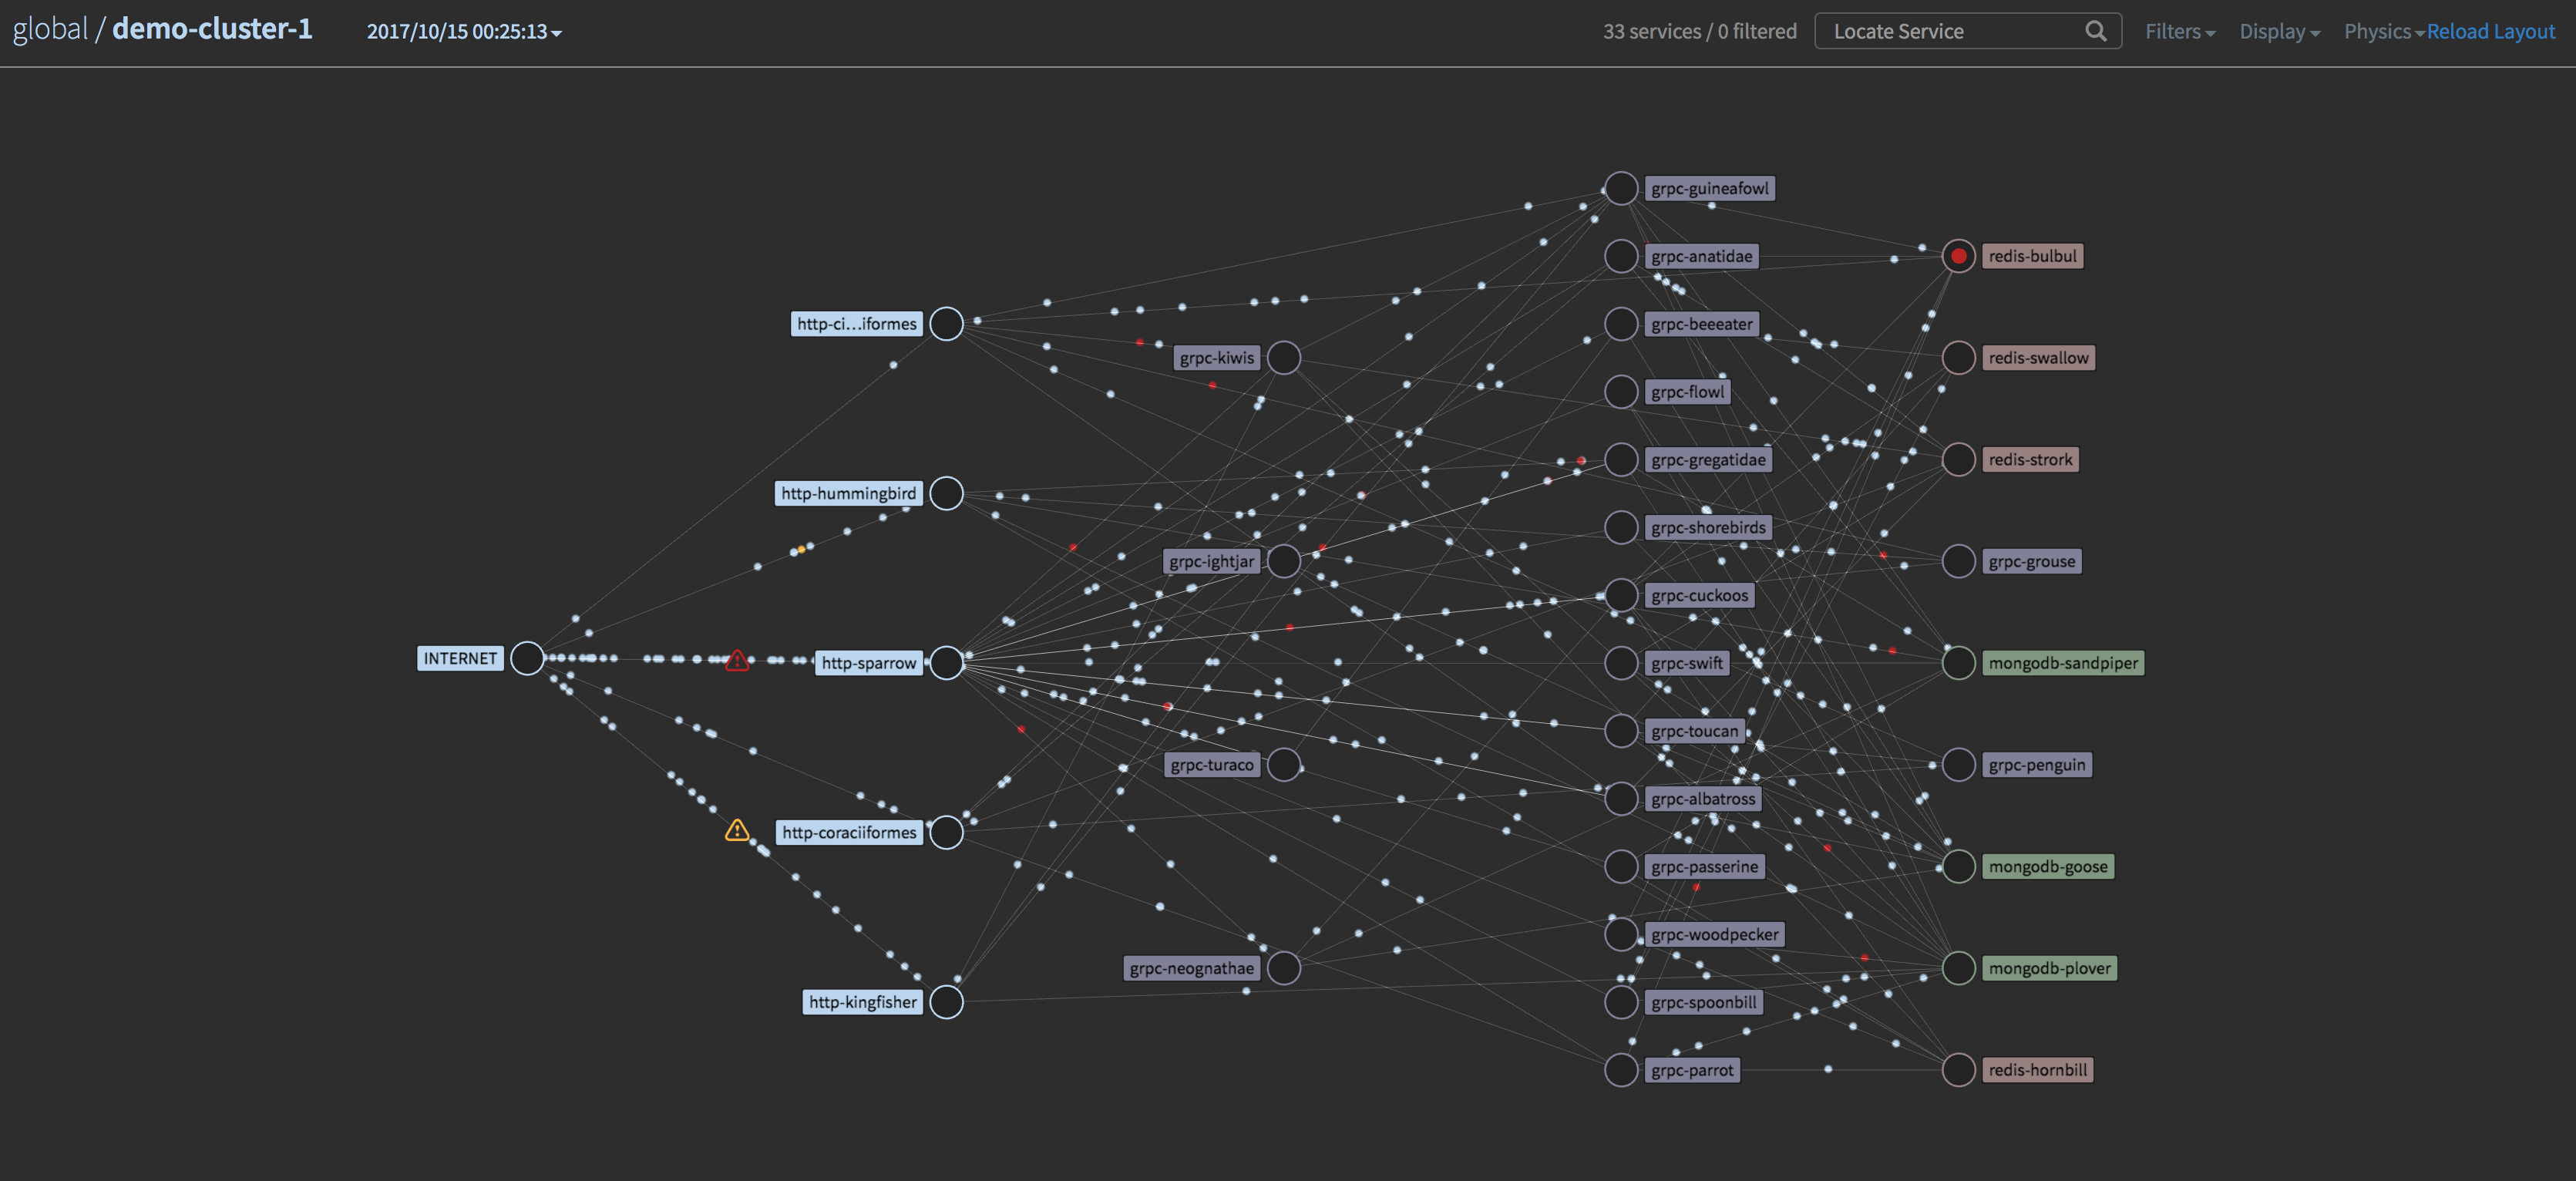 global / demo-cluster-1
2017/10/15 00:25:13
33 services / 0 filtered
Locate Service
Filters
Display
Physics
Reload Layout
INTERNET
http-ci...iformes
http-hummingbird
http-sparrow
http-coraciiformes
http-kingfisher
grpc-kiwis
grpc-ightjar
grpc-turaco
grpc-neognathae
grpc-guineafowl
grpc-anatidae
grpc-beeeater
grpc-flowl
grpc-gregatidae
grpc-shorebirds
grpc-cuckoos
grpc-swift
grpc-toucan
grpc-albatross
grpc-passerine
grpc-woodpecker
grpc-spoonbill
grpc-parrot
redis-bulbul
redis-swallow
redis-strork
grpc-grouse
mongodb-sandpiper
grpc-penguin
mongodb-goose
mongodb-plover
redis-hornbill